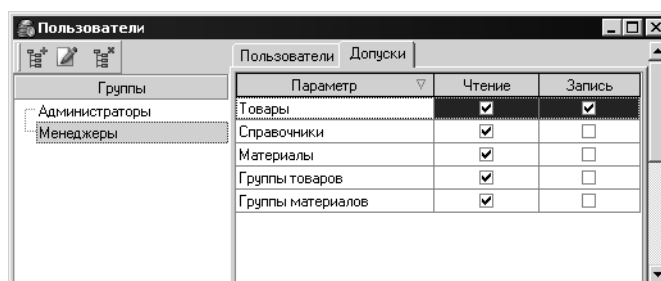 Пользователи
Пользователи Допуски
Группы
Администраторы
Менеджеры
Параметр Чтение Запись
Товары
Справочники
Материалы
Группы товаров
Группы материалов